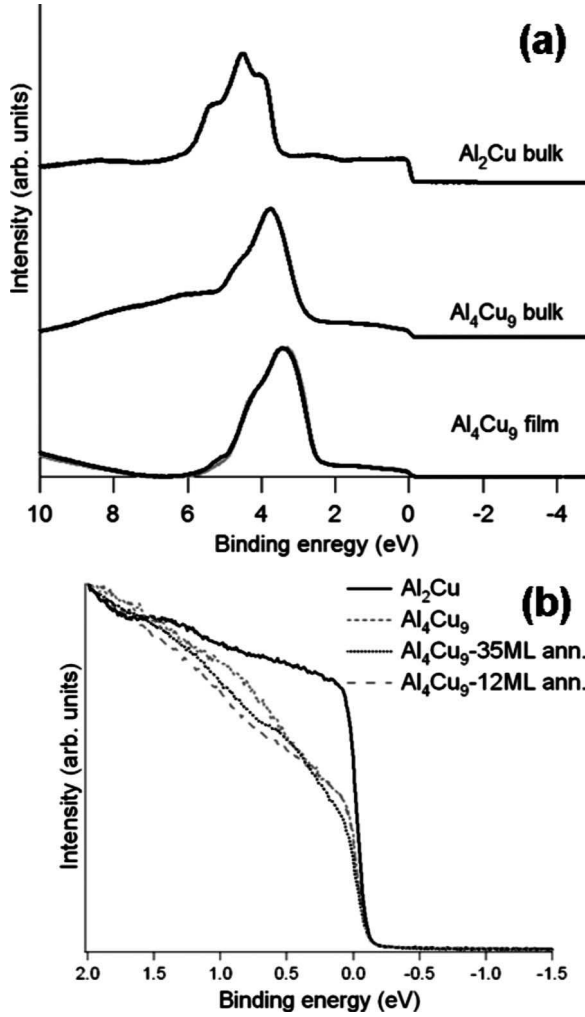 (a)
Intensity (arb. units)
Al₂Cu bulk
Al₄Cu₉ bulk
Al₄Cu₉ film
10 8 6 4 2 0 -2 -4
Binding enregy (eV)
(b)
Al₂Cu
Al₄Cu₉
Al₄Cu₉-35ML ann.
Al₄Cu₉-12ML ann.
Intensity (arb. units)
2.0 1.5 1.0 0.5 0.0 -0.5 -1.0 -1.5
Binding energy (eV)